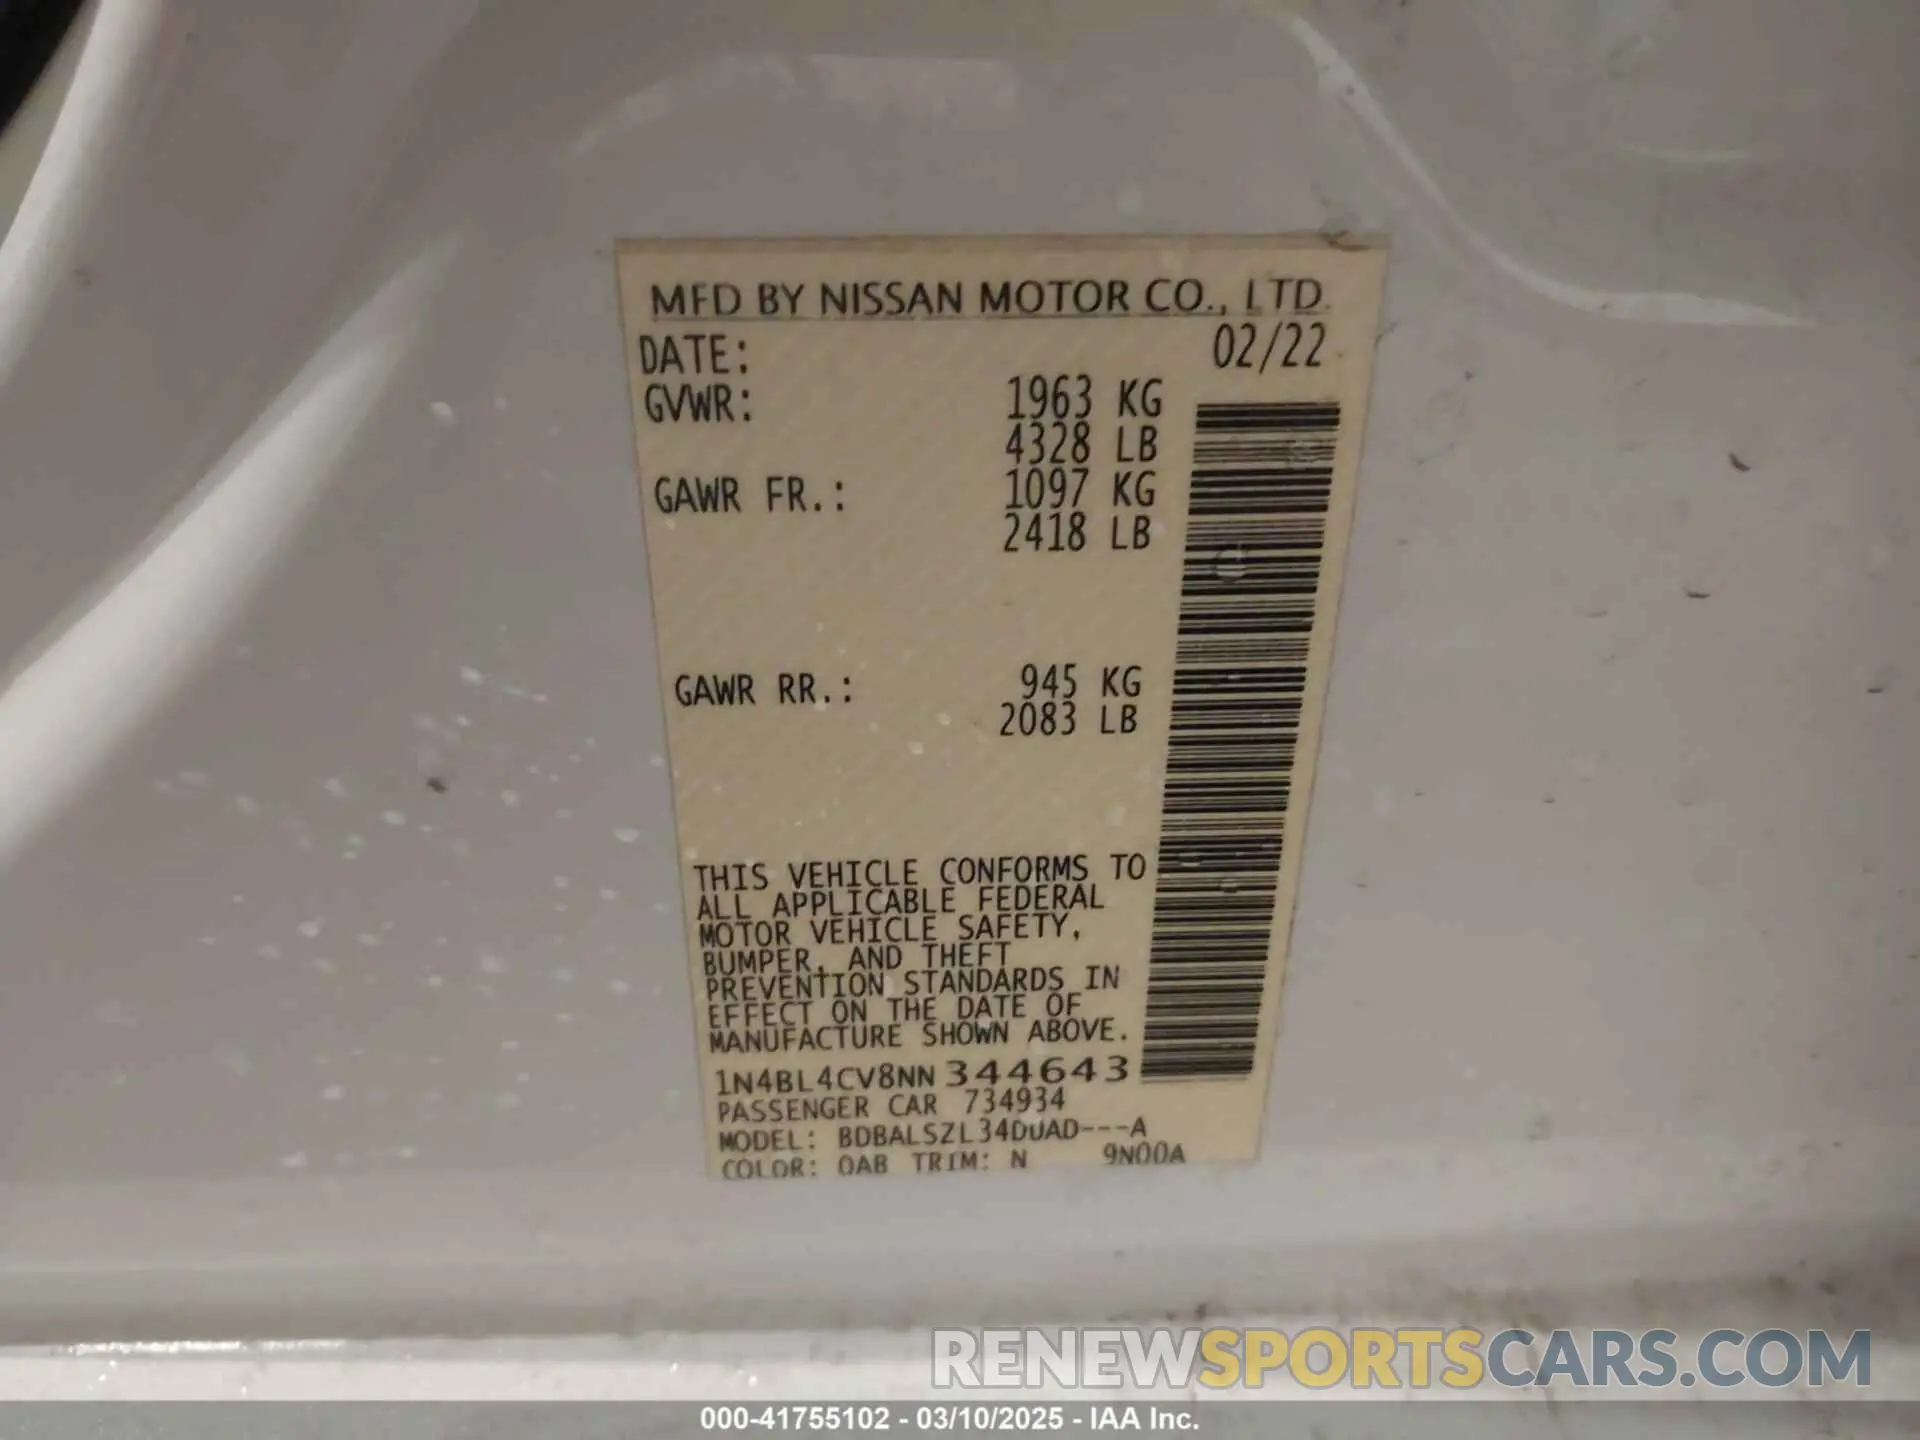 MFD BY NISSAN MOTOR CO., LTD.
DATE: 02/22
GVWR: 1963 KG
4328 LB
GAWR FR.: 1097 KG
2418 LB
GAWR RR.: 945 KG
2083 LB
THIS VEHICLE CONFORMS TO
ALL APPLICABLE FEDERAL
MOTOR VEHICLE SAFETY,
BUMPER, AND THEFT
PREVENTION STANDARDS IN
EFFECT ON THE DATE OF
MANUFACTURE SHOWN ABOVE.
1N4BL4CV8NN344643
PASSENGER CAR 734934
MODEL: BDBALSZL34DUAD---A
COLOR: QAB TRIM: N 9N00A
RENEWSPORTSCARS.COM
000-41755102 - 03/10/2025 - IAA Inc.